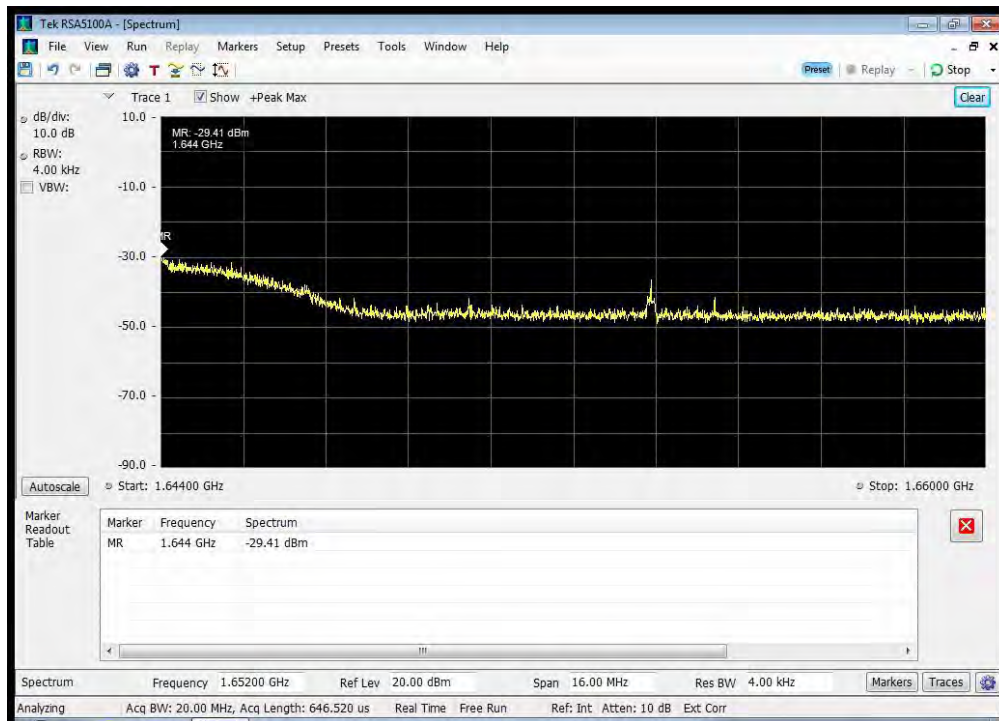 Tek RSA5100A - [Spectrum]
File View Run Replay Markers Setup Presets Tools Window Help
T
Preset Replay Stop
Trace 1 Show +Peak Max Clear
dB/div:
10.0 dB
RBW:
4.00 kHz
VBW:
10.0
MR: -29.41 dBm
1.644 GHz
-10.0
MR
-30.0
-50.0
-70.0
-90.0
Autoscale Start: 1.64400 GHz Stop: 1.66000 GHz
Marker
Readout
Table
Marker Frequency Spectrum
MR 1.644 GHz -29.41 dBm
Spectrum Frequency 1.65200 GHz Ref Lev 20.00 dBm Span 16.00 MHz Res BW 4.00 kHz Markers Traces
Analyzing Acq BW: 20.00 MHz, Acq Length: 646.520 us Real Time Free Run Ref: Int Atten: 10 dB Ext Corr